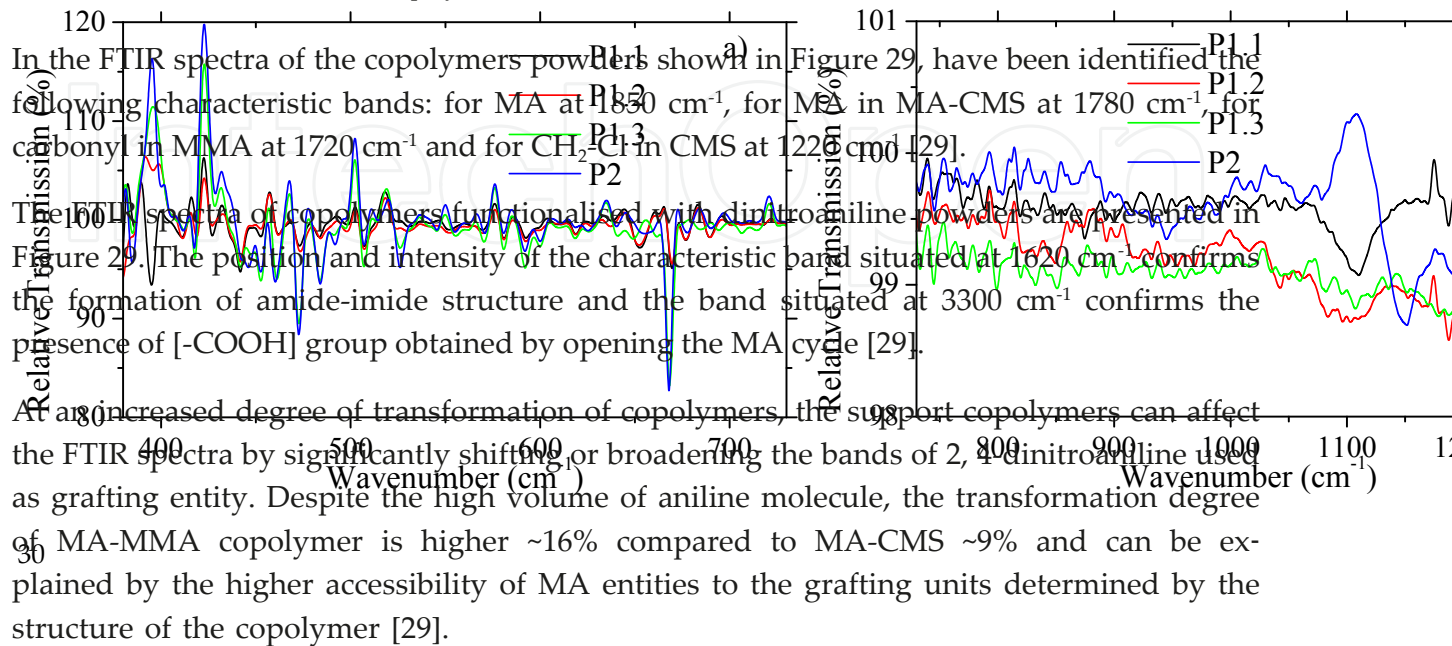 120
101
In the FTIR spectra of the copolymers powders shown in Figure 29, have been identified the
following characteristic bands: for MA at 1850 cm-1, for MA in MA-CMS at 1780 cm-1, for
carbonyl in MMA at 1720 cm-1 and for CH2-Cl in CMS at 1220 cm-1 [29].
The FTIR spectra of copolymers functionalised with dinitroaniline powders are presented in
Figure 29. The position and intensity of the characteristic band situated at 1620 cm-1 confirms
the formation of amide-imide structure and the band situated at 3300 cm-1 confirms the
presence of [-COOH] group obtained by opening the MA cycle [29].
At an increased degree of transformation of copolymers, the support copolymers can affect
the FTIR spectra by significantly shifting or broadening the bands of 2, 4-dinitroaniline used
as grafting entity. Despite the high volume of aniline molecule, the transformation degree
of MA-MMA copolymer is higher ~16% compared to MA-CMS ~9% and can be ex-
plained by the higher accessibility of MA entities to the grafting units determined by the
structure of the copolymer [29].
a)
P1.1
P1.2
P1.3
P2
110
100
90
80
400
500
600
700
Relative Transmission (%)
Wavenumber (cm-1)
P1.1
P1.2
P1.3
P2
100
99
98
800
900
1000
1100
Relative Transmission (%)
Wavenumber (cm-1)
30
IntechOpen